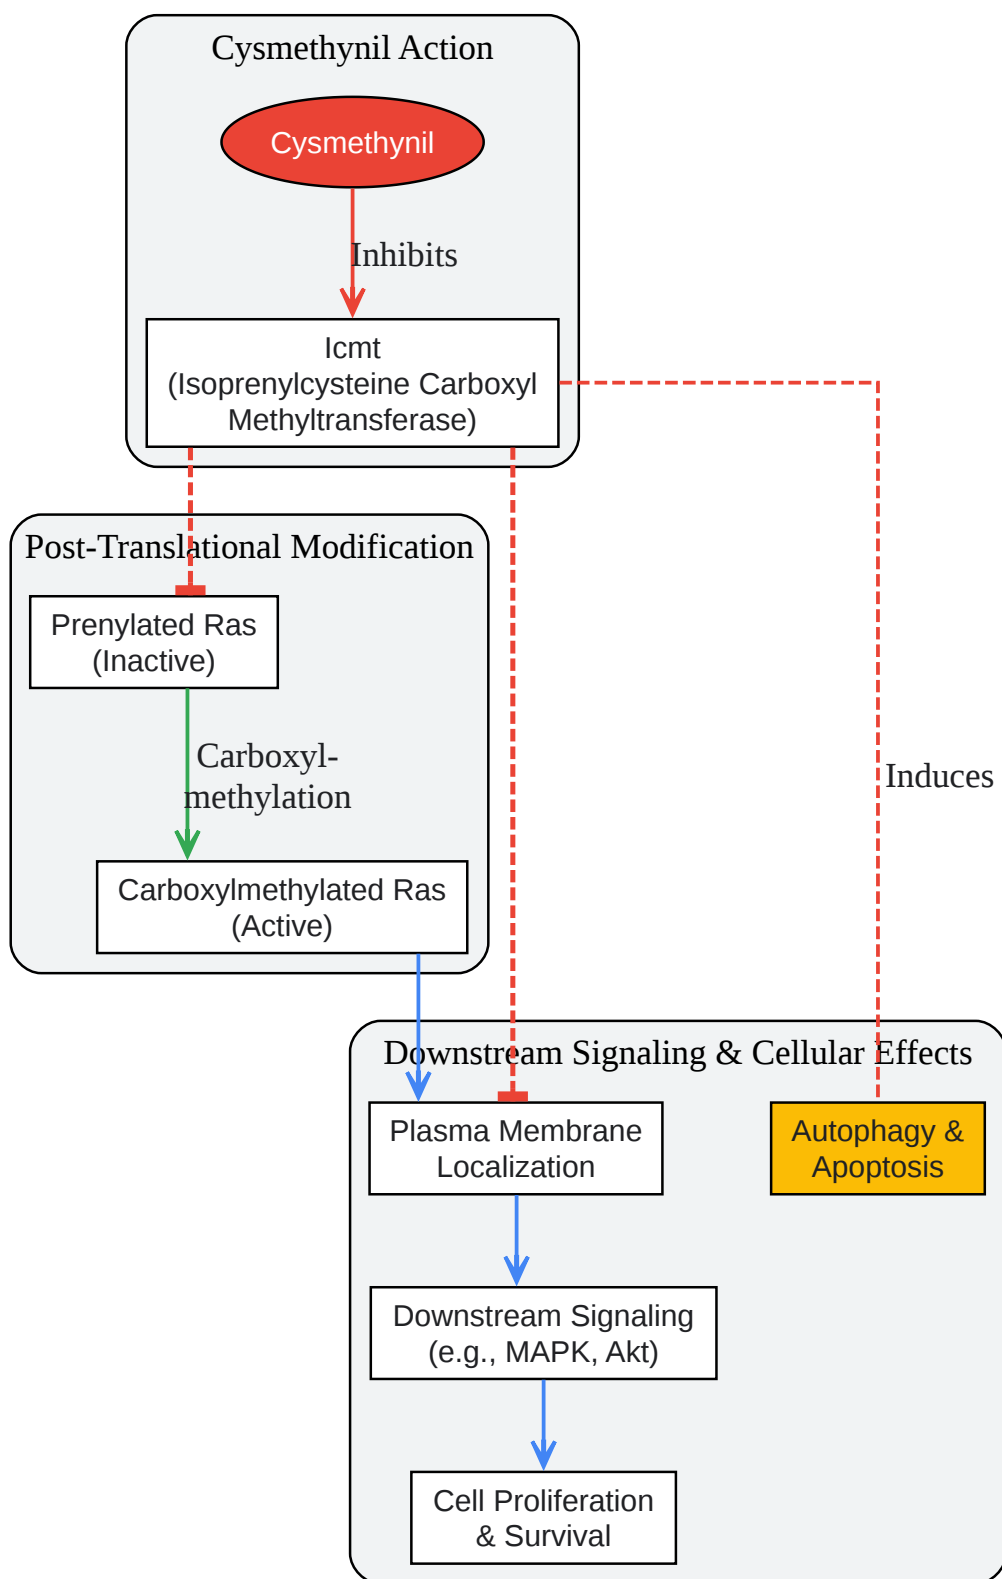 Cysmethynil Action
Cysmethynil
Inhibits
Icmt
(Isoprenylcysteine Carboxyl
Methyltransferase)
Post-Translational Modification
Prenylated Ras
(Inactive)
Carboxyl-
methylation
Induces
Carboxylmethylated Ras
(Active)
Downstream Signaling & Cellular Effects
Plasma Membrane
Localization
Autophagy &
Apoptosis
Downstream Signaling
(e.g., MAPK, Akt)
Cell Proliferation
& Survival